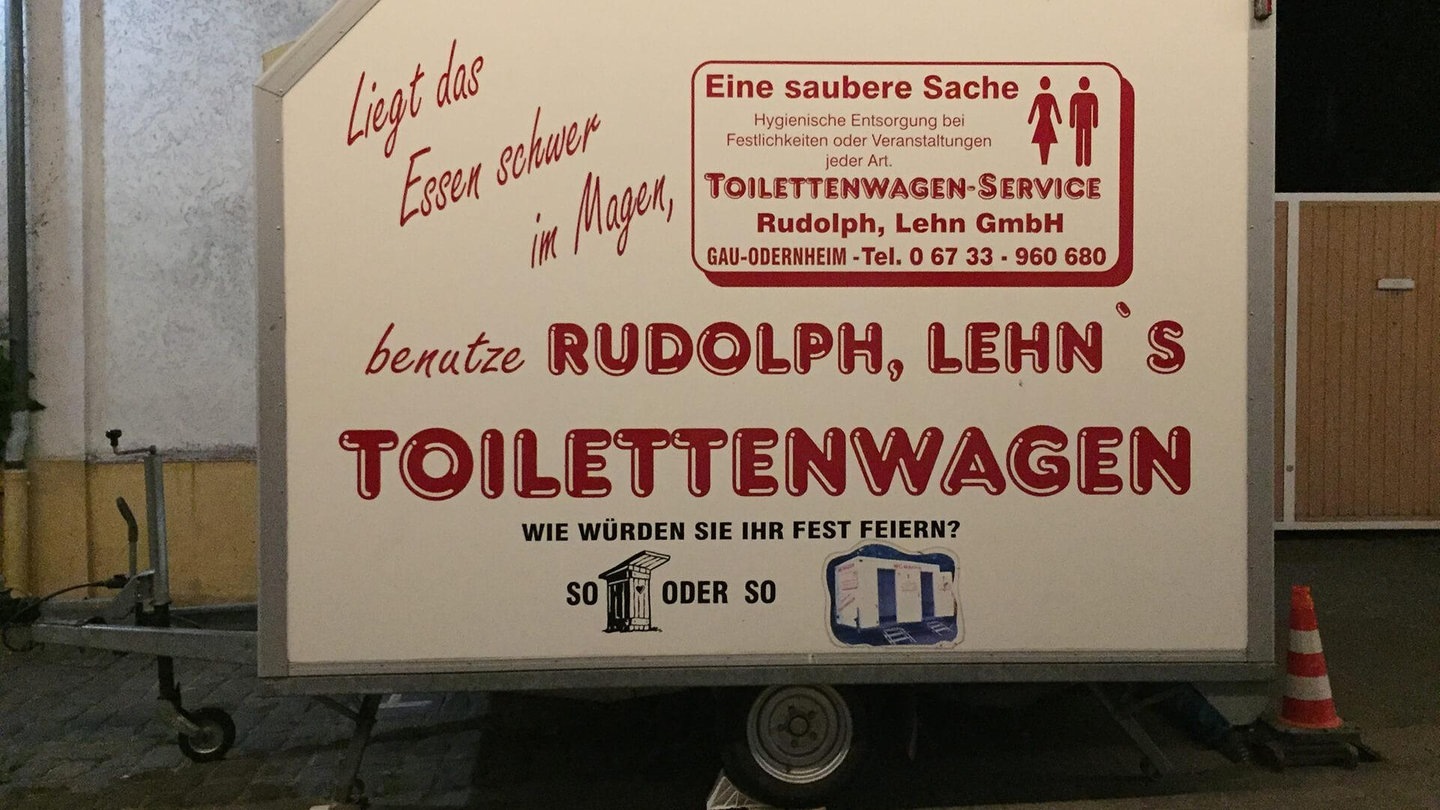 Liegt das
Essen schwer
im Magen,
Eine saubere Sache
Hygienische Entsorgung bei
Festlichkeiten oder Veranstaltungen
jeder Art.
TOILETTENWAGEN-SERVICE
Rudolph, Lehn GmbH
GAU-ODERNHEIM -Tel. 0 67 33 - 960 680
benutze RUDOLPH, LEHN`S
TOILETTENWAGEN
WIE WÜRDEN SIE IHR FEST FEIERN?
SO ODER SO